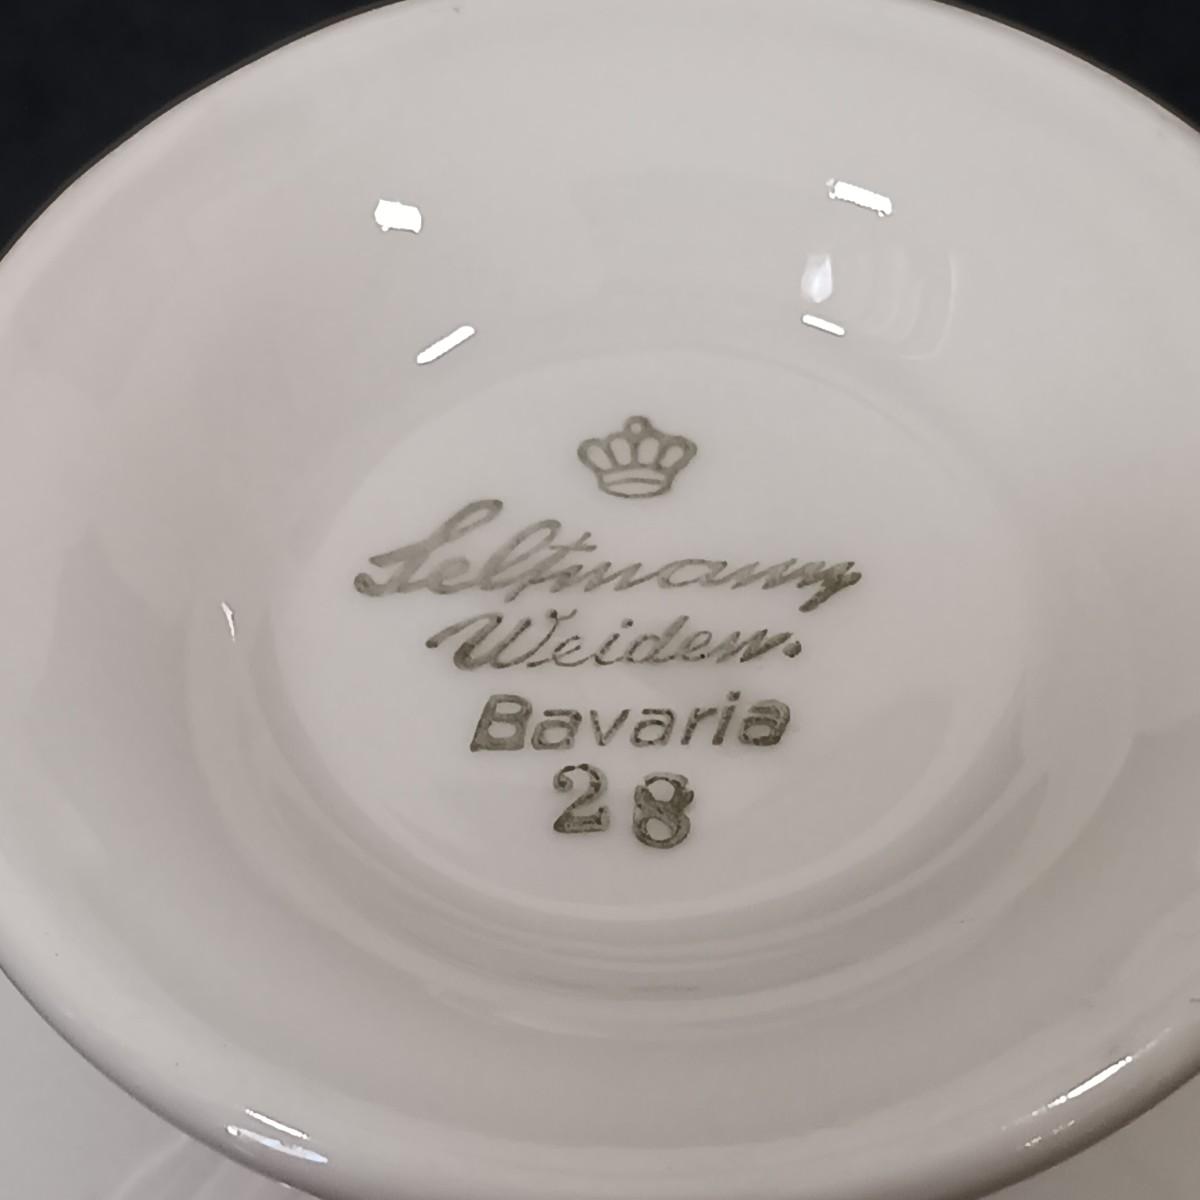 Seltmann
Weiden.
Bavaria
28